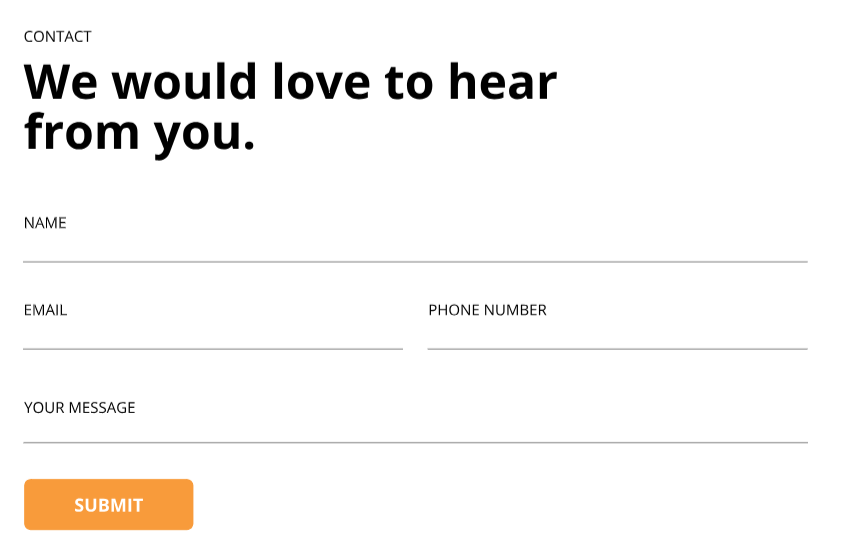 CONTACT
We would love to hear
from you.
NAME
EMAIL PHONE NUMBER
YOUR MESSAGE
SUBMIT